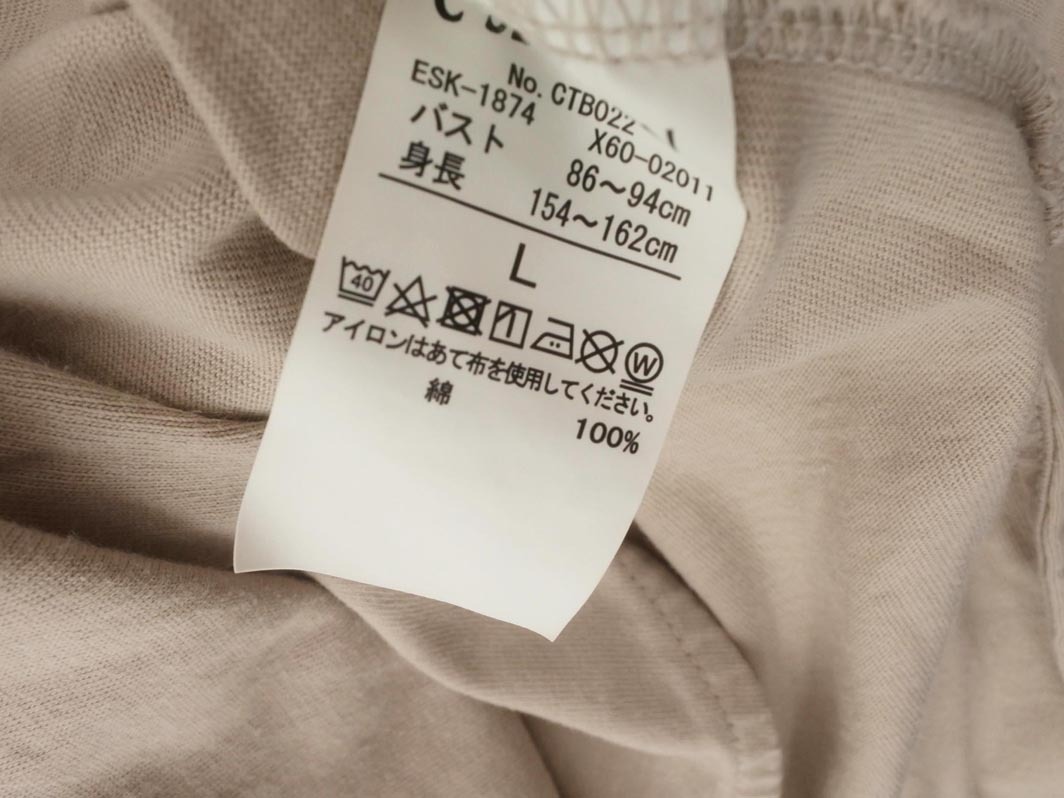 No. CTB022
ESK-1874 X60-02011
バスト 86～94cm
身長 154～162cm
L
40 W
アイロンはあて布を使用してください。
綿 100%